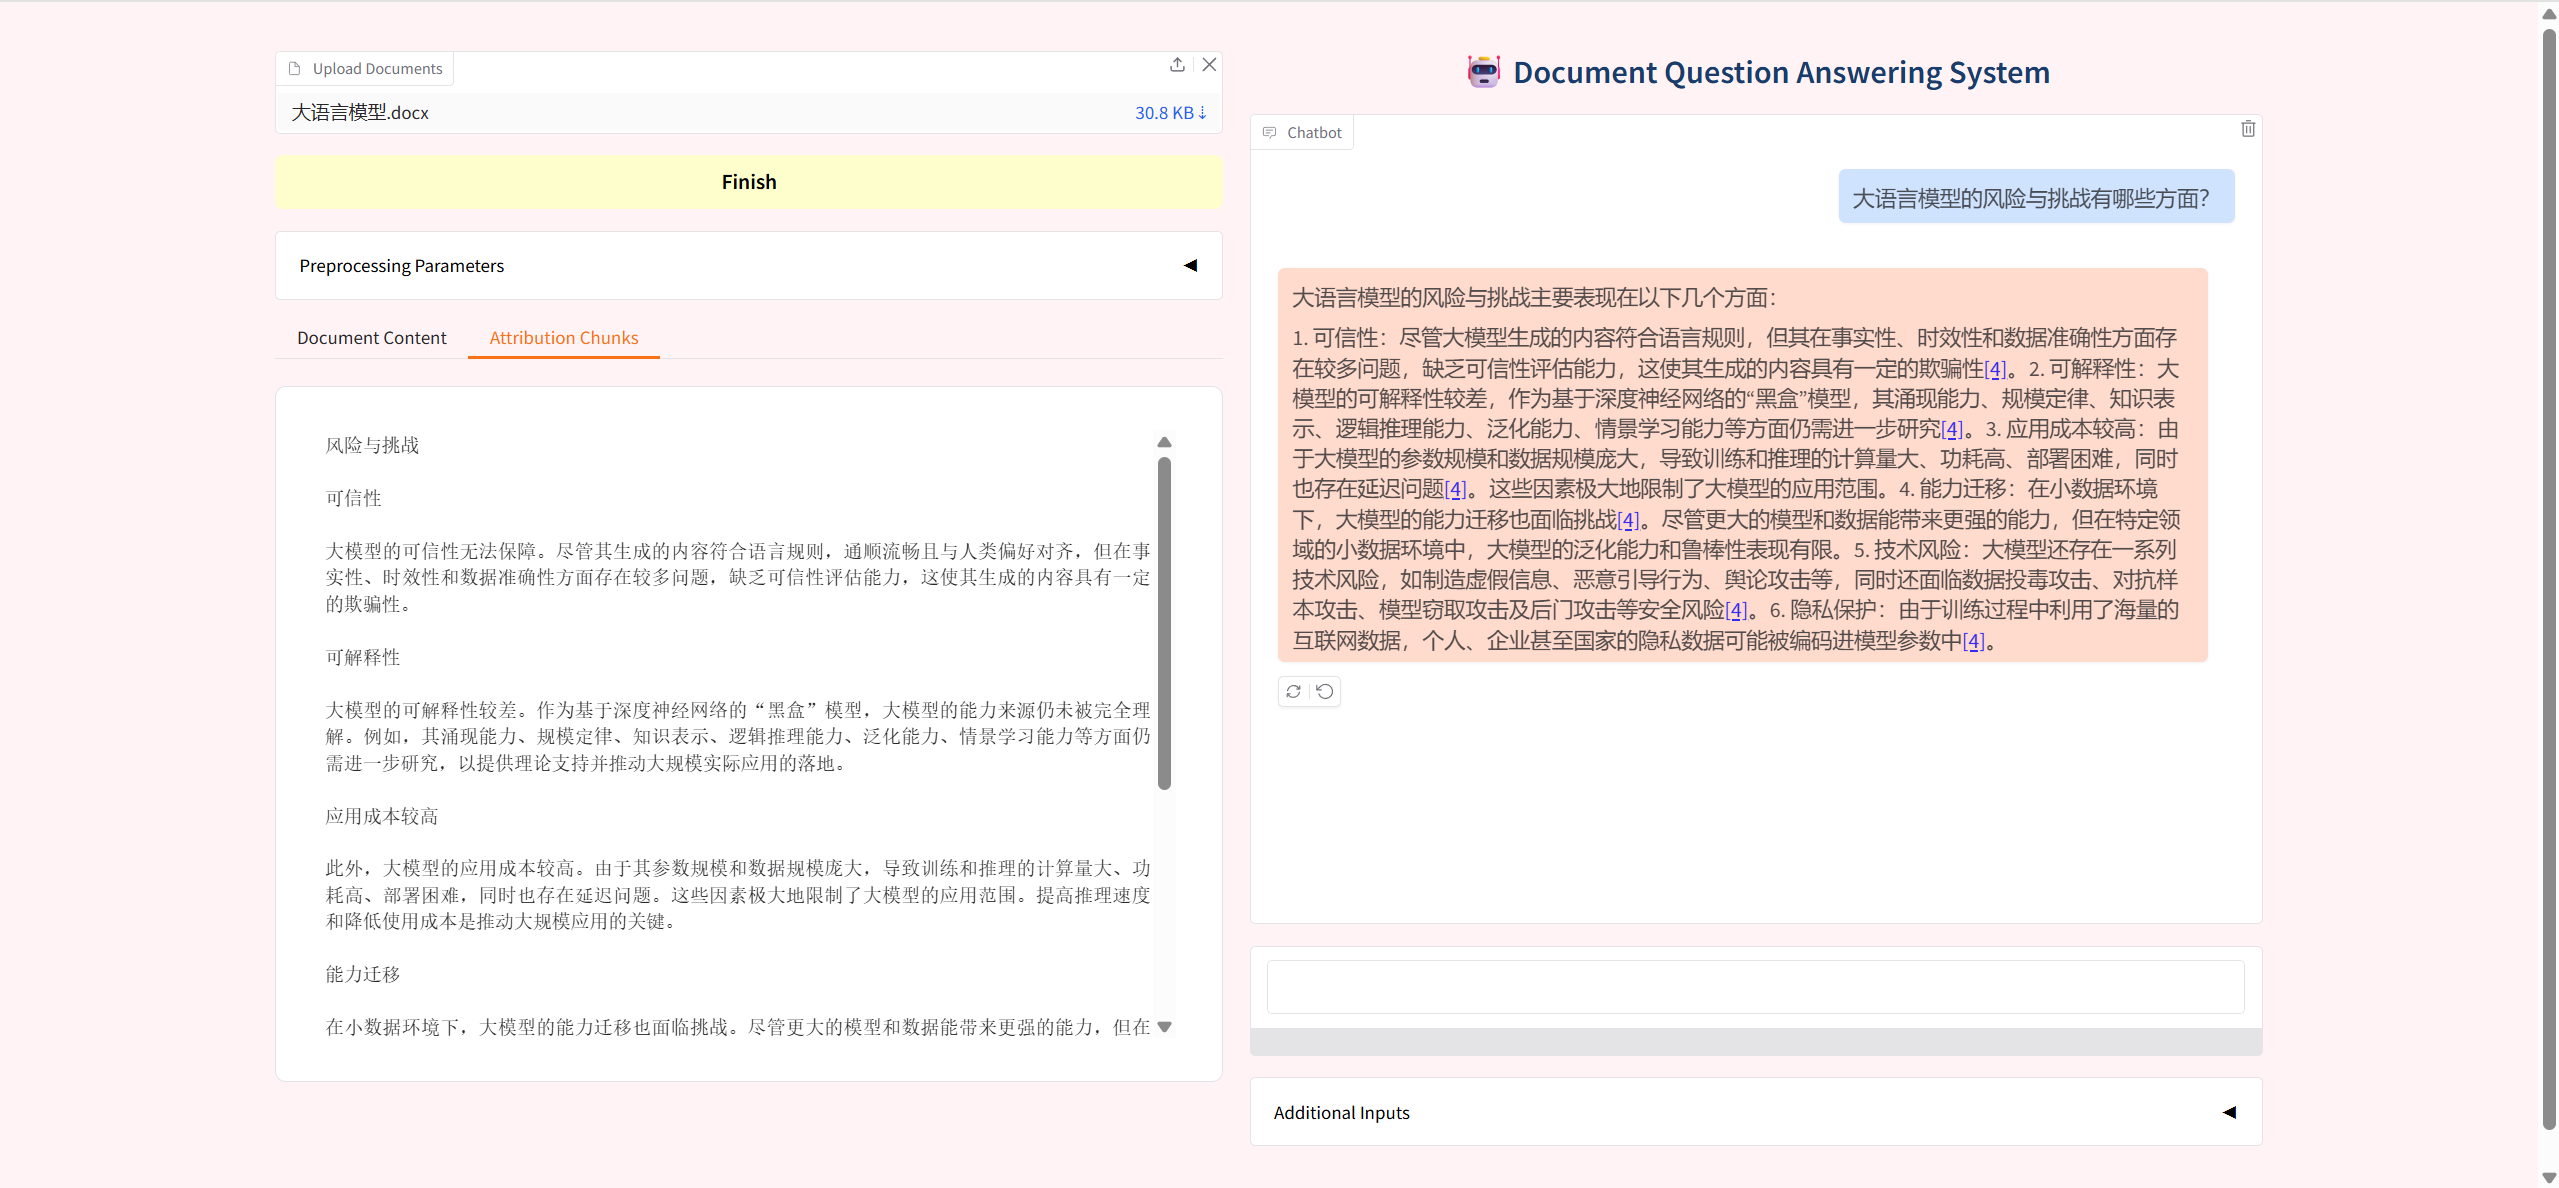 Upload Documents
大语言模型.docx
30.8 KB ⇣
Finish
Preprocessing Parameters
Document Content
Attribution Chunks
风险与挑战
可信性
大模型的可信性无法保障。尽管其生成的内容符合语言规则，通顺流畅且与人类偏好对齐，但在事
实性、时效性和数据准确性方面存在较多问题，缺乏可信性评估能力，这使其生成的内容具有一定
的欺骗性。
可解释性
大模型的可解释性较差。作为基于深度神经网络的“黑盒”模型，大模型的能力来源仍未被完全理
解。例如，其涌现能力、规模定律、知识表示、逻辑推理能力、泛化能力、情景学习能力等方面仍
需进一步研究，以提供理论支持并推动大规模实际应用的落地。
应用成本较高
此外，大模型的应用成本较高。由于其参数规模和数据规模庞大，导致训练和推理的计算量大、功
耗高、部署困难，同时也存在延迟问题。这些因素极大地限制了大模型的应用范围。提高推理速度
和降低使用成本是推动大规模应用的关键。
能力迁移
在小数据环境下，大模型的能力迁移也面临挑战。尽管更大的模型和数据能带来更强的能力，但在
Document Question Answering System
Chatbot
大语言模型的风险与挑战有哪些方面？
大语言模型的风险与挑战主要表现在以下几个方面：
1. 可信性：尽管大模型生成的内容符合语言规则，但其在事实性、时效性和数据准确性方面存
在较多问题，缺乏可信性评估能力，这使其生成的内容具有一定的欺骗性[4]。2. 可解释性：大
模型的可解释性较差，作为基于深度神经网络的“黑盒”模型，其涌现能力、规模定律、知识表
示、逻辑推理能力、泛化能力、情景学习能力等方面仍需进一步研究[4]。3. 应用成本较高：由
于大模型的参数规模和数据规模庞大，导致训练和推理的计算量大、功耗高、部署困难，同时
也存在延迟问题[4]。这些因素极大地限制了大模型的应用范围。4. 能力迁移：在小数据环境
下，大模型的能力迁移也面临挑战[4]。尽管更大的模型和数据能带来更强的能力，但在特定领
域的小数据环境中，大模型的泛化能力和鲁棒性表现有限。5. 技术风险：大模型还存在一系列
技术风险，如制造虚假信息、恶意引导行为、舆论攻击等，同时还面临数据投毒攻击、对抗样
本攻击、模型窃取攻击及后门攻击等安全风险[4]。6. 隐私保护：由于训练过程中利用了海量的
互联网数据，个人、企业甚至国家的隐私数据可能被编码进模型参数中[4]。
Additional Inputs